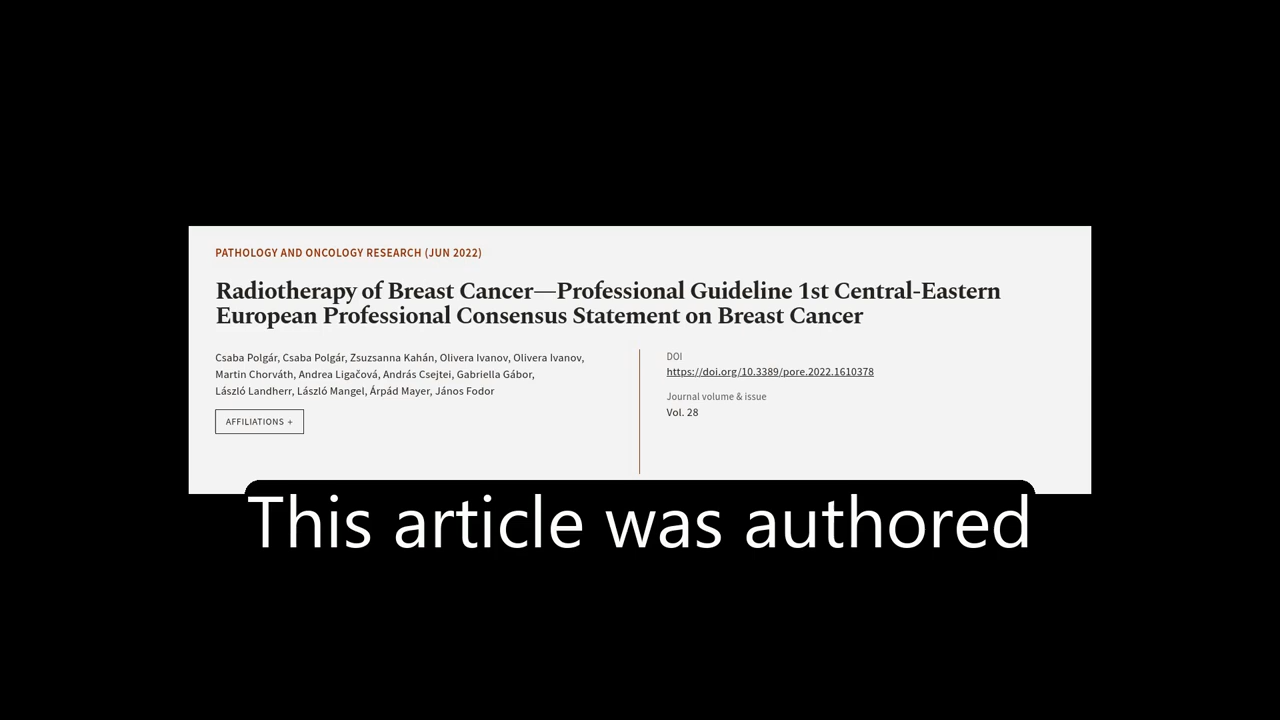 PATHOLOGY AND ONCOLOGY RESEARCH (JUN 2022)
Radiotherapy of Breast Cancer—Professional Guideline 1st Central-Eastern
European Professional Consensus Statement on Breast Cancer
Csaba Polgár, Csaba Polgár, Zsuzsanna Kahán, Olivera Ivanov, Olivera Ivanov,
Martin Chorváth, Andrea Ligačová, András Csejtei, Gabriella Gábor,
László Landherr, László Mangel, Árpád Mayer, János Fodor
AFFILIATIONS +
DOI
https://doi.org/10.3389/pore.2022.1610378
Journal volume & issue
Vol. 28
This article was authored